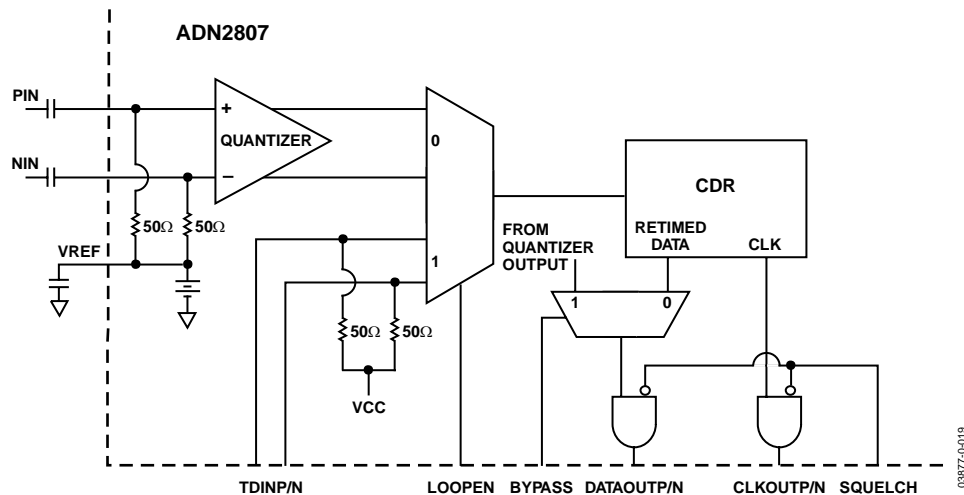 ADN2807
PIN
+
QUANTIZER
NIN
−
0
1
50Ω
50Ω
VREF
50Ω
50Ω
VCC
CDR
RETIMED
DATA
CLK
FROM
QUANTIZER
OUTPUT
1
0
TDINP/N
LOOPEN
BYPASS
DATAOUTP/N
CLKOUTP/N
SQUELCH
03877-0-019